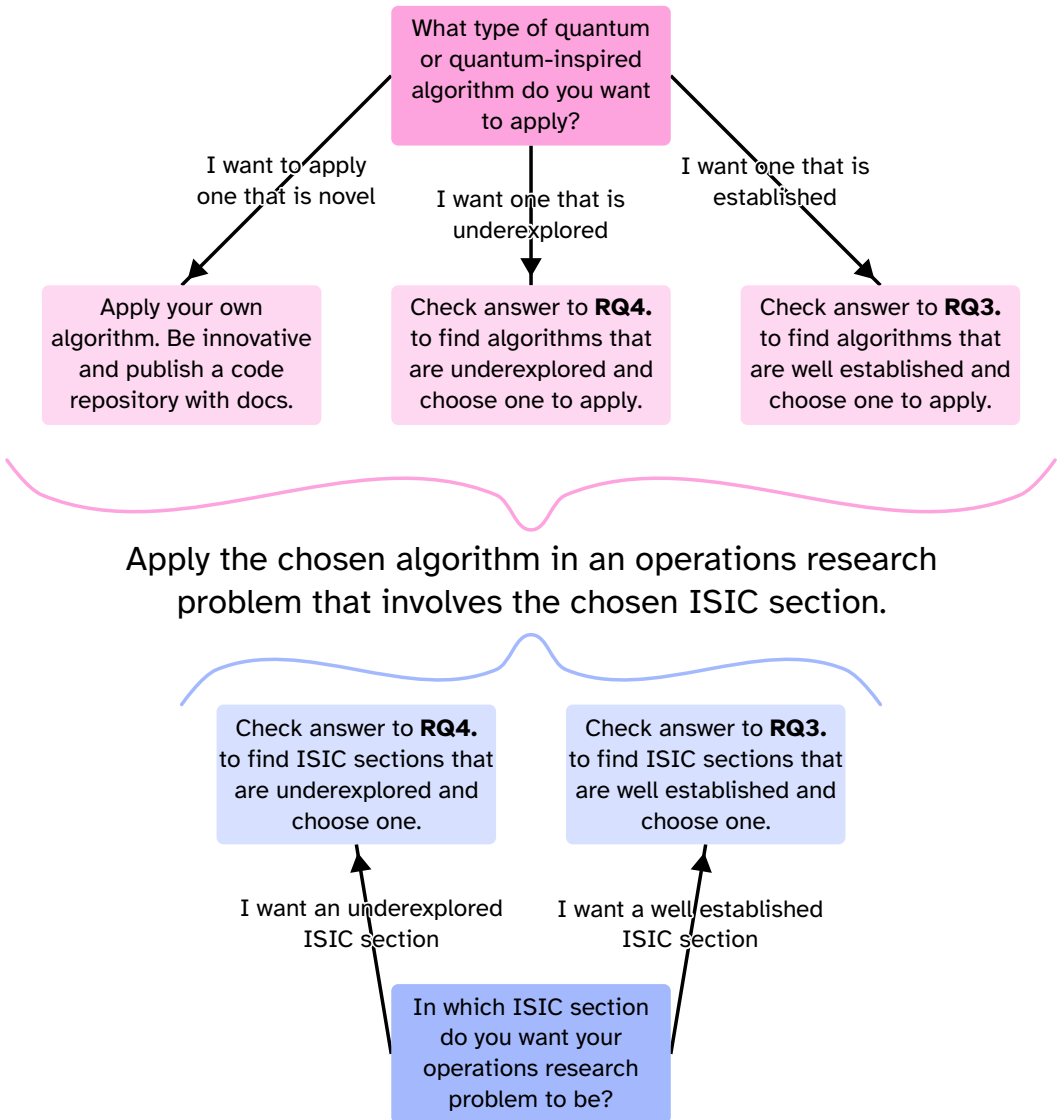 What type of quantum
or quantum-inspired
algorithm do you want
to apply?
I want to apply
one that is novel
I want one that is
underexplored
I want one that is
established
Apply your own
algorithm. Be innovative
and publish a code
repository with docs.
Check answer to RQ4.
to find algorithms that
are underexplored and
choose one to apply.
Check answer to RQ3.
to find algorithms that
are well established and
choose one to apply.
Apply the chosen algorithm in an operations research
problem that involves the chosen ISIC section.
Check answer to RQ4.
to find ISIC sections that
are underexplored and
choose one.
Check answer to RQ3.
to find ISIC sections that
are well established and
choose one.
I want an underexplored
ISIC section
I want a well established
ISIC section
In which ISIC section
do you want your
operations research
problem to be?